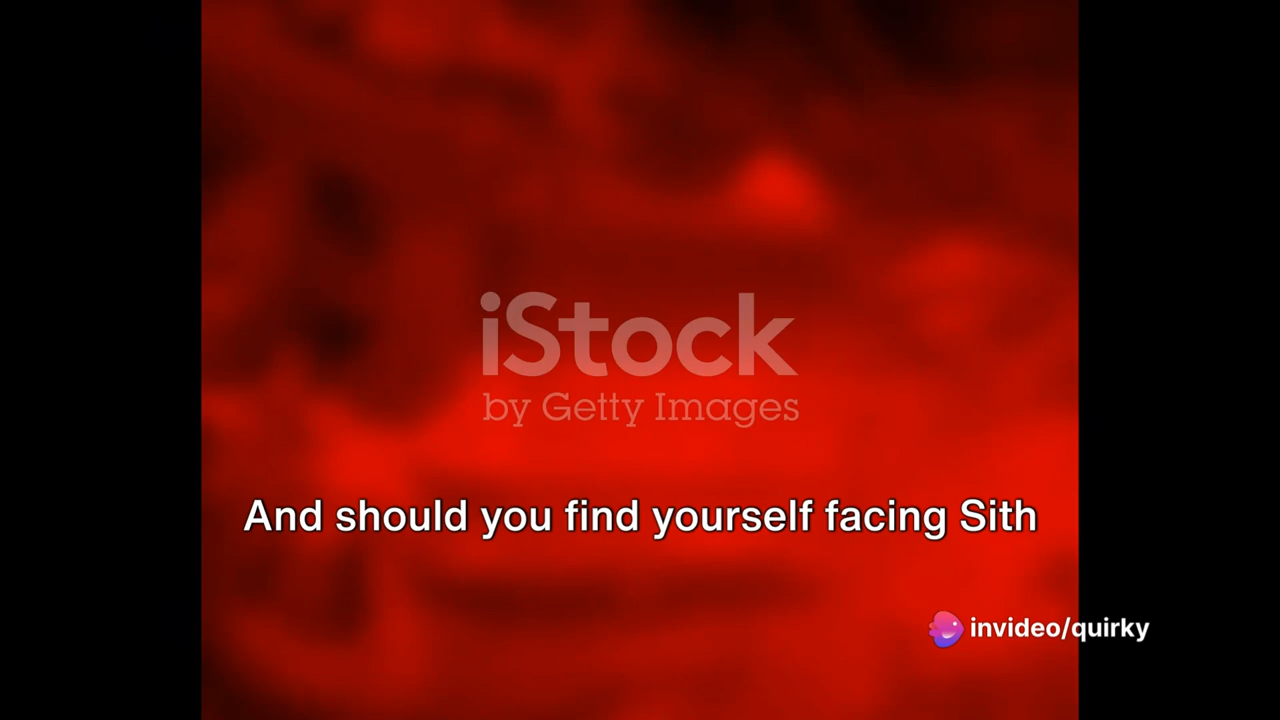 iStock
by Getty Images
And should you find yourself facing Sith
invideo/quirky